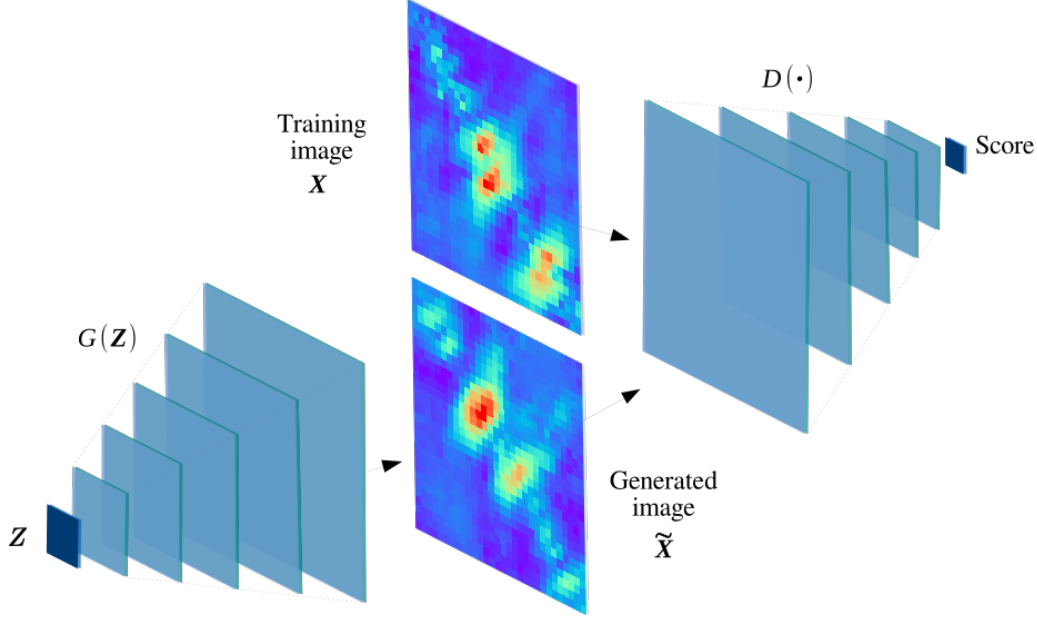 Training
image
X
D(·)
Score
G(Z)
Z
Generated
image
X̃